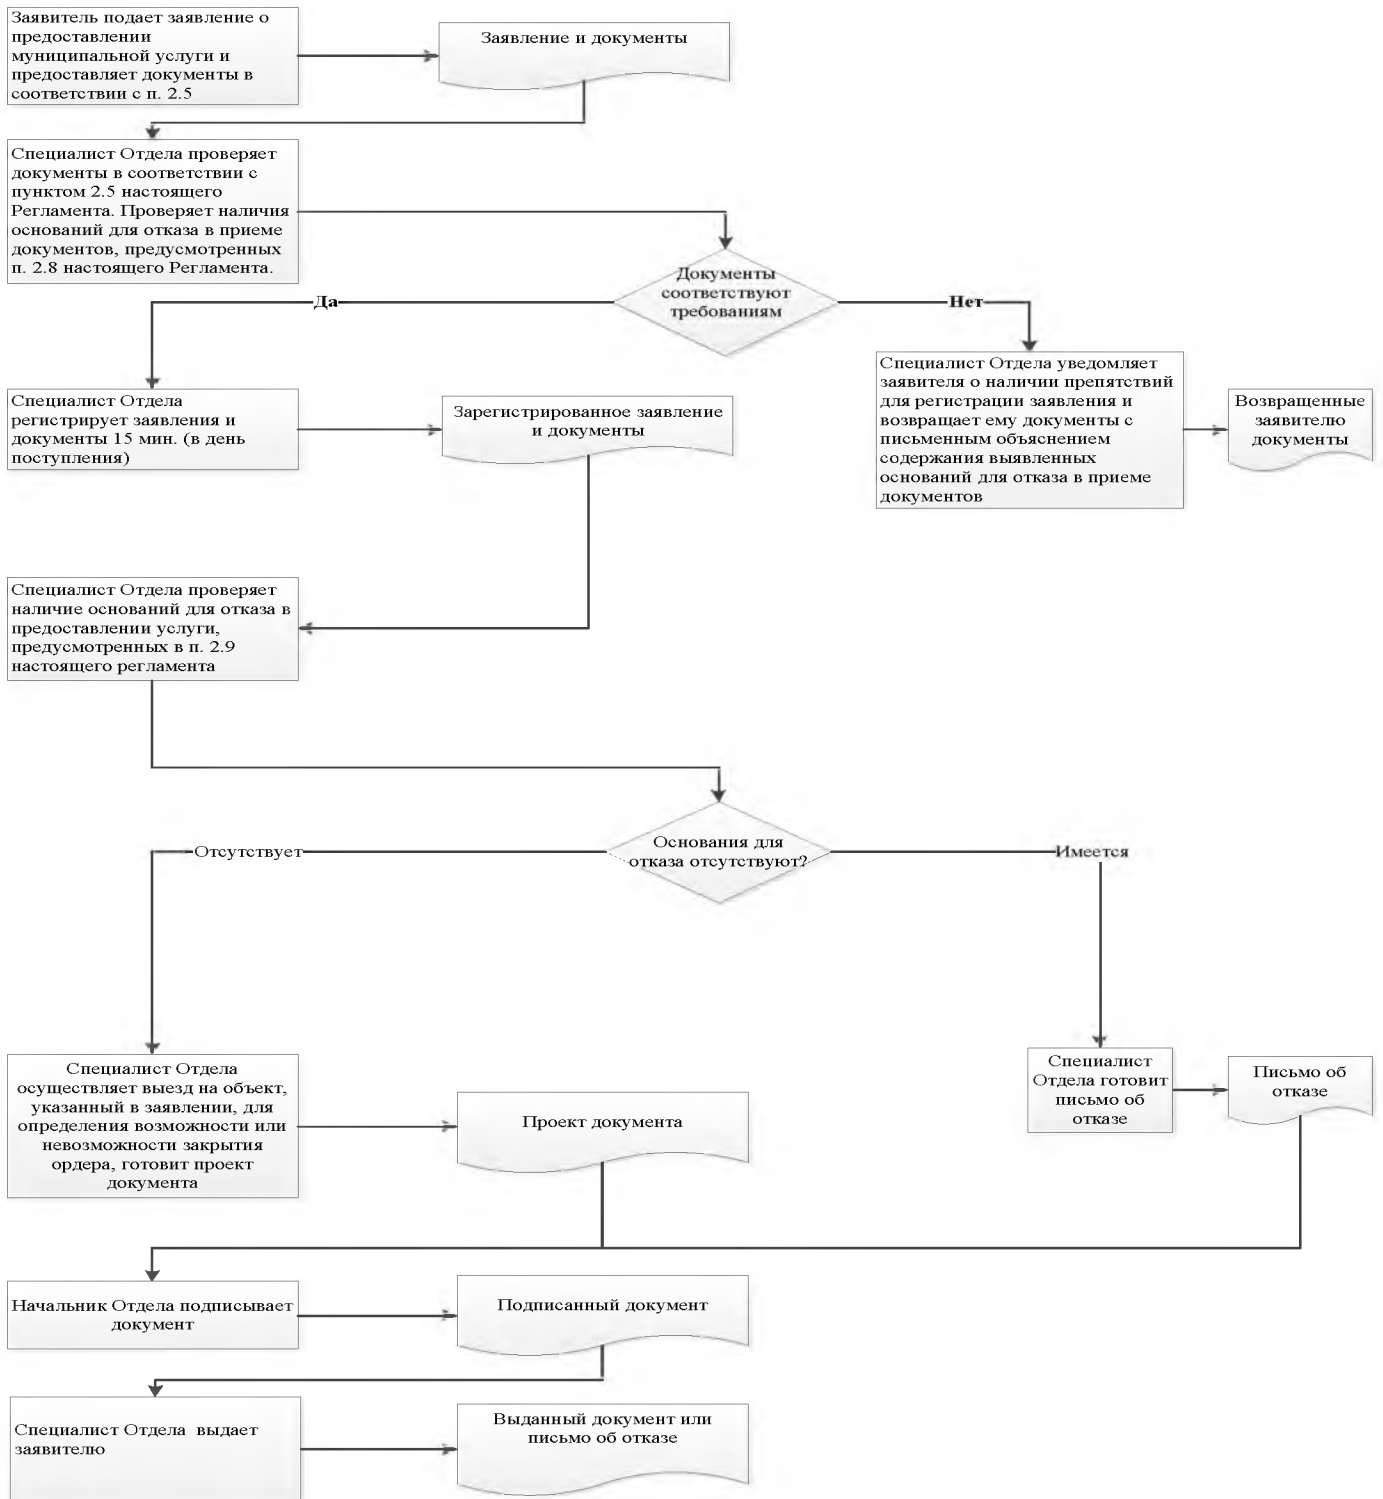 Заявитель подает заявление о
предоставлении
муниципальной услуги и
предоставляет документы в
соответствии с п. 2.5
Заявление и документы
Специалист Отдела проверяет
документы в соответствии с
пунктом 2.5 настоящего
Регламента. Проверяет наличия
оснований для отказа в приеме
документов, предусмотренных
п. 2.8 настоящего Регламента.
Документы
соответствуют
требованиям
Да
Нет
Специалист Отдела
регистрирует заявления и
документы 15 мин. (в день
поступления)
Зарегистрированное заявление
и документы
Специалист Отдела уведомляет
заявителя о наличии препятствий
для регистрации заявления и
возвращает ему документы с
письменным объяснением
содержания выявленных
оснований для отказа в приеме
документов
Возвращенные
заявителю
документы
Специалист Отдела проверяет
наличие оснований для отказа в
предоставлении услуги,
предусмотренных в п. 2.9
настоящего регламента
Основания для
отказа отсутствуют?
Отсутствует
Имеется
Специалист Отдела
осуществляет выезд на объект,
указанный в заявлении, для
определения возможности или
невозможности закрытия
ордера, готовит проект
документа
Проект документа
Специалист
Отдела готовит
письмо об
отказе
Письмо об
отказе
Начальник Отдела подписывает
документ
Подписанный документ
Специалист Отдела  выдает
заявителю
Выданный документ или
письмо об отказе